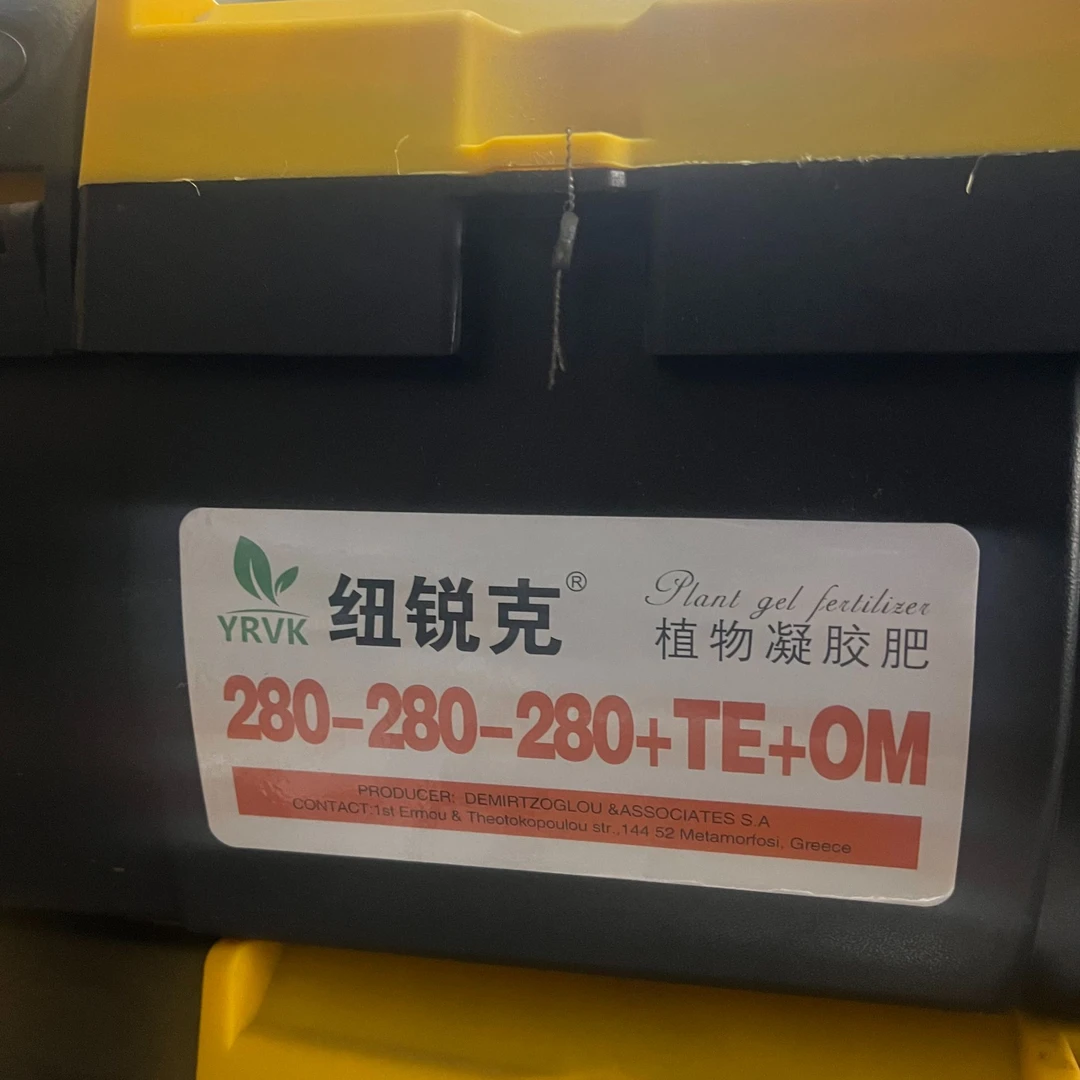 YRVK
纽锐克®
Plant gel fertilizer
植物凝胶肥
280-280-280+TE+OM
PRODUCER: DEMIRTZOGLOU &ASSOCIATES S.A
CONTACT:1st Ermou & Theotokopoulou str.,144 52 Metamorfosi, Greece